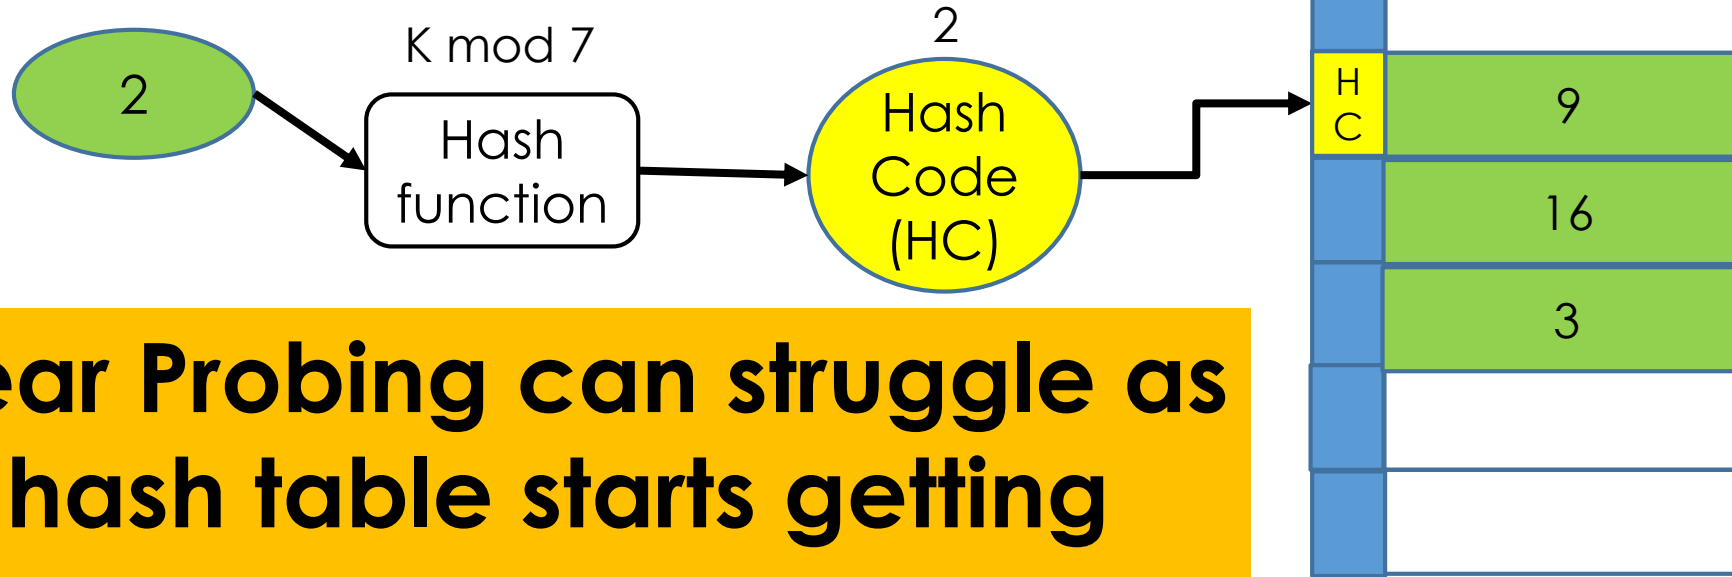 2
K mod 7
Hash
function
2
Hash
Code
(HC)
H
C
9
16
3
ear Probing can struggle as
hash table starts getting